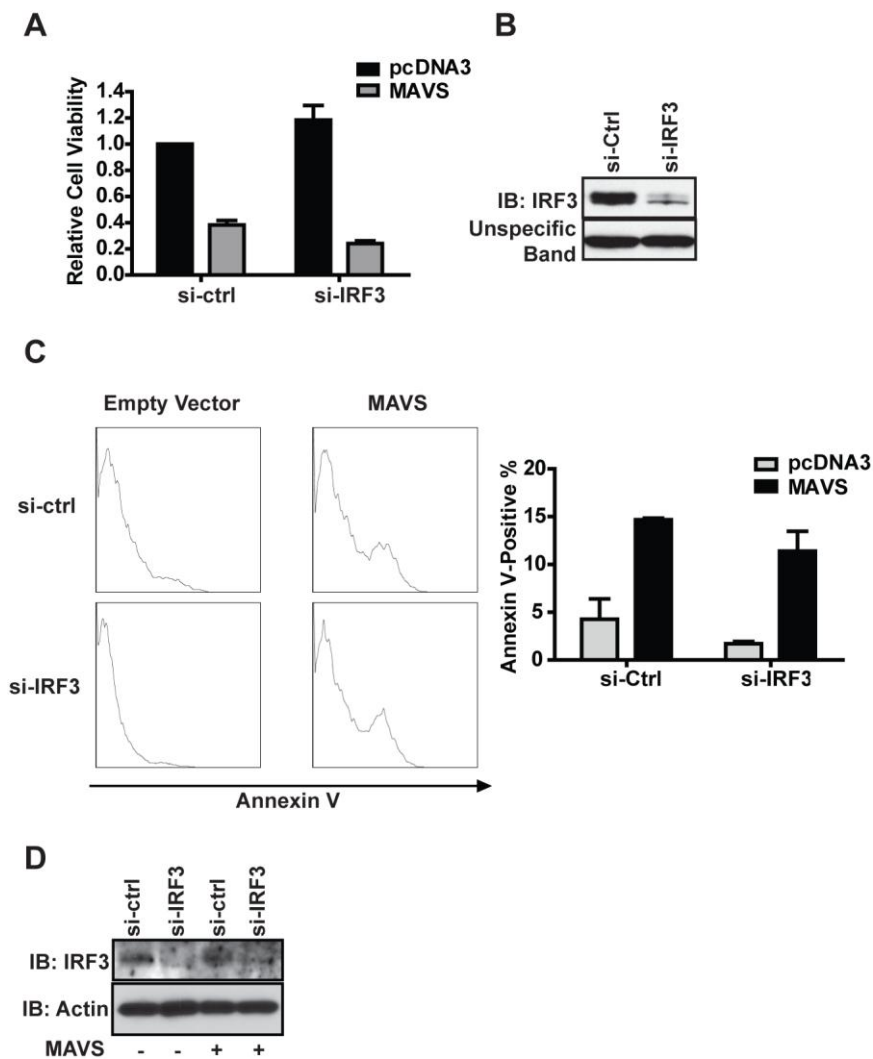 A
pcDNA3
MAVS
Relative Cell Viability
1.4
1.2
1.0
0.8
0.6
0.4
0.2
0.0
si-ctrl si-IRF3
B
si-Ctrl si-IRF3
IB: IRF3
Unspecific
Band
C
Empty Vector MAVS
si-ctrl
si-IRF3
Annexin V
pcDNA3
MAVS
Annexin V-Positive %
20
15
10
5
0
si-Ctrl si-IRF3
D
si-ctrl si-IRF3 si-ctrl si-IRF3
IB: IRF3
IB: Actin
MAVS - - + +